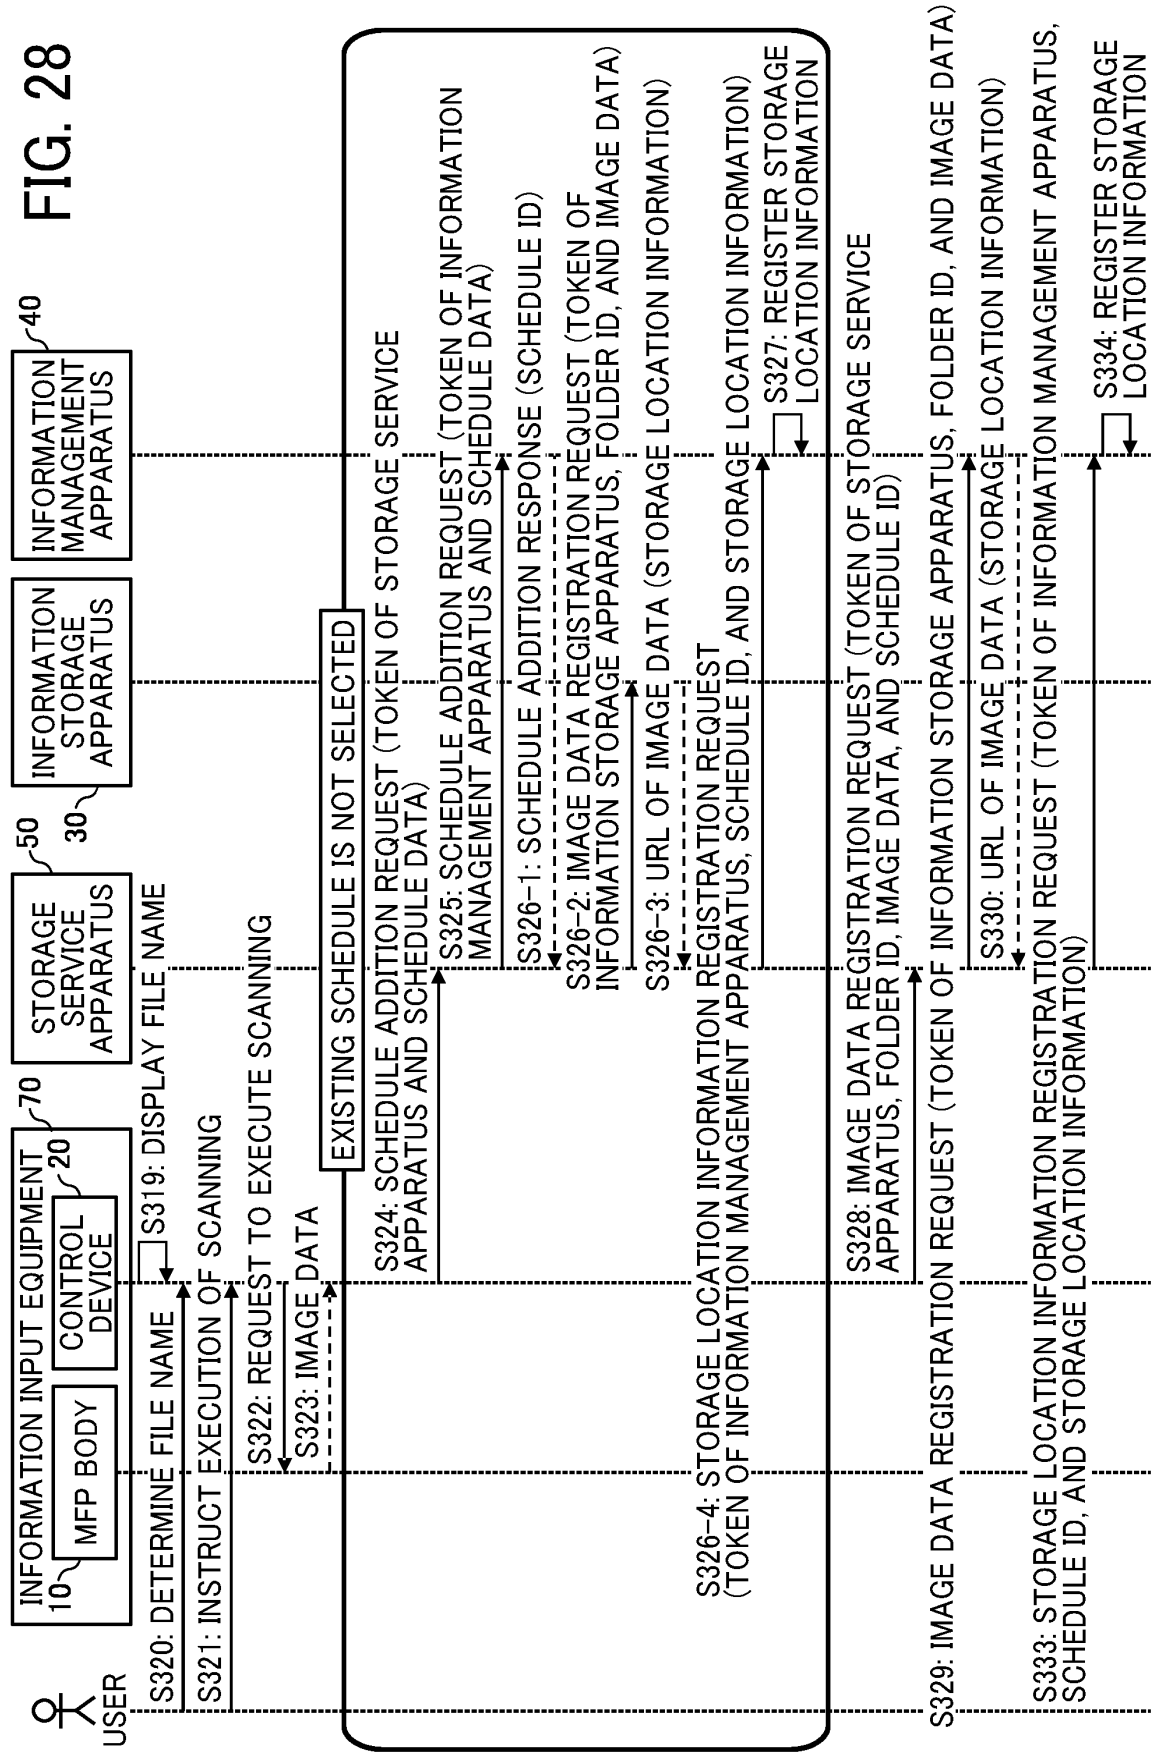 FIG. 28
INFORMATION INPUT EQUIPMENT
70
MFP BODY
10
CONTROL
DEVICE
20
STORAGE
SERVICE
APPARATUS
50
INFORMATION
STORAGE
APPARATUS
30
INFORMATION
MANAGEMENT
APPARATUS
40
USER
S319: DISPLAY FILE NAME
S320: DETERMINE FILE NAME
S321: INSTRUCT EXECUTION OF SCANNING
S322: REQUEST TO EXECUTE SCANNING
S323: IMAGE DATA
EXISTING SCHEDULE IS NOT SELECTED
S324: SCHEDULE ADDITION REQUEST (TOKEN OF STORAGE SERVICE
APPARATUS AND SCHEDULE DATA)
S325: SCHEDULE ADDITION REQUEST (TOKEN OF INFORMATION
MANAGEMENT APPARATUS AND SCHEDULE DATA)
S326-1: SCHEDULE ADDITION RESPONSE (SCHEDULE ID)
S326-2: IMAGE DATA REGISTRATION REQUEST (TOKEN OF
INFORMATION STORAGE APPARATUS, FOLDER ID, AND IMAGE DATA)
S326-3: URL OF IMAGE DATA (STORAGE LOCATION INFORMATION)
S326-4: STORAGE LOCATION INFORMATION REGISTRATION REQUEST
(TOKEN OF INFORMATION MANAGEMENT APPARATUS, SCHEDULE ID, AND STORAGE LOCATION INFORMATION)
S327: REGISTER STORAGE
LOCATION INFORMATION
S328: IMAGE DATA REGISTRATION REQUEST (TOKEN OF STORAGE SERVICE
APPARATUS, FOLDER ID, IMAGE DATA, AND SCHEDULE ID)
S329: IMAGE DATA REGISTRATION REQUEST (TOKEN OF INFORMATION STORAGE APPARATUS, FOLDER ID, AND IMAGE DATA)
S330: URL OF IMAGE DATA (STORAGE LOCATION INFORMATION)
S333: STORAGE LOCATION INFORMATION REGISTRATION REQUEST (TOKEN OF INFORMATION MANAGEMENT APPARATUS,
SCHEDULE ID, AND STORAGE LOCATION INFORMATION)
S334: REGISTER STORAGE
LOCATION INFORMATION